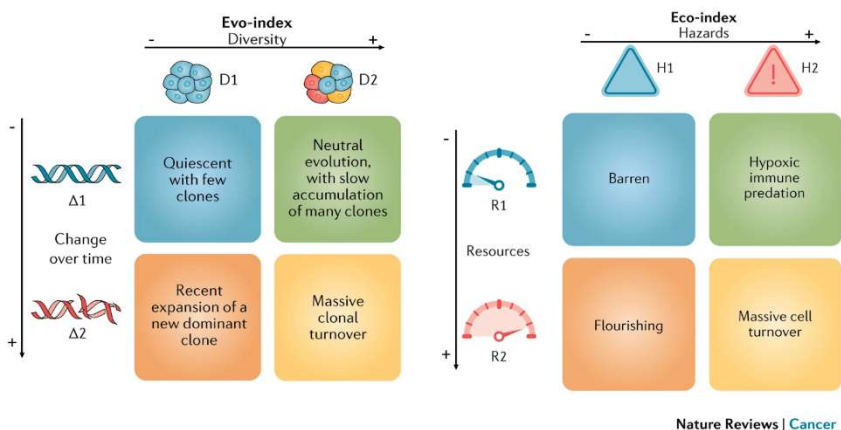 Evo-index
Diversity
-
+
D1
D2
-
Δ1
Change
over time
Δ2
+
Quiescent
with few
clones
Neutral
evolution,
with slow
accumulation
of many clones
Recent
expansion of a
new dominant
clone
Massive
clonal
turnover
Eco-index
Hazards
-
+
H1
!
H2
-
R1
Resources
R2
+
Barren
Hypoxic
immune
predation
Flourishing
Massive cell
turnover
Nature Reviews | Cancer